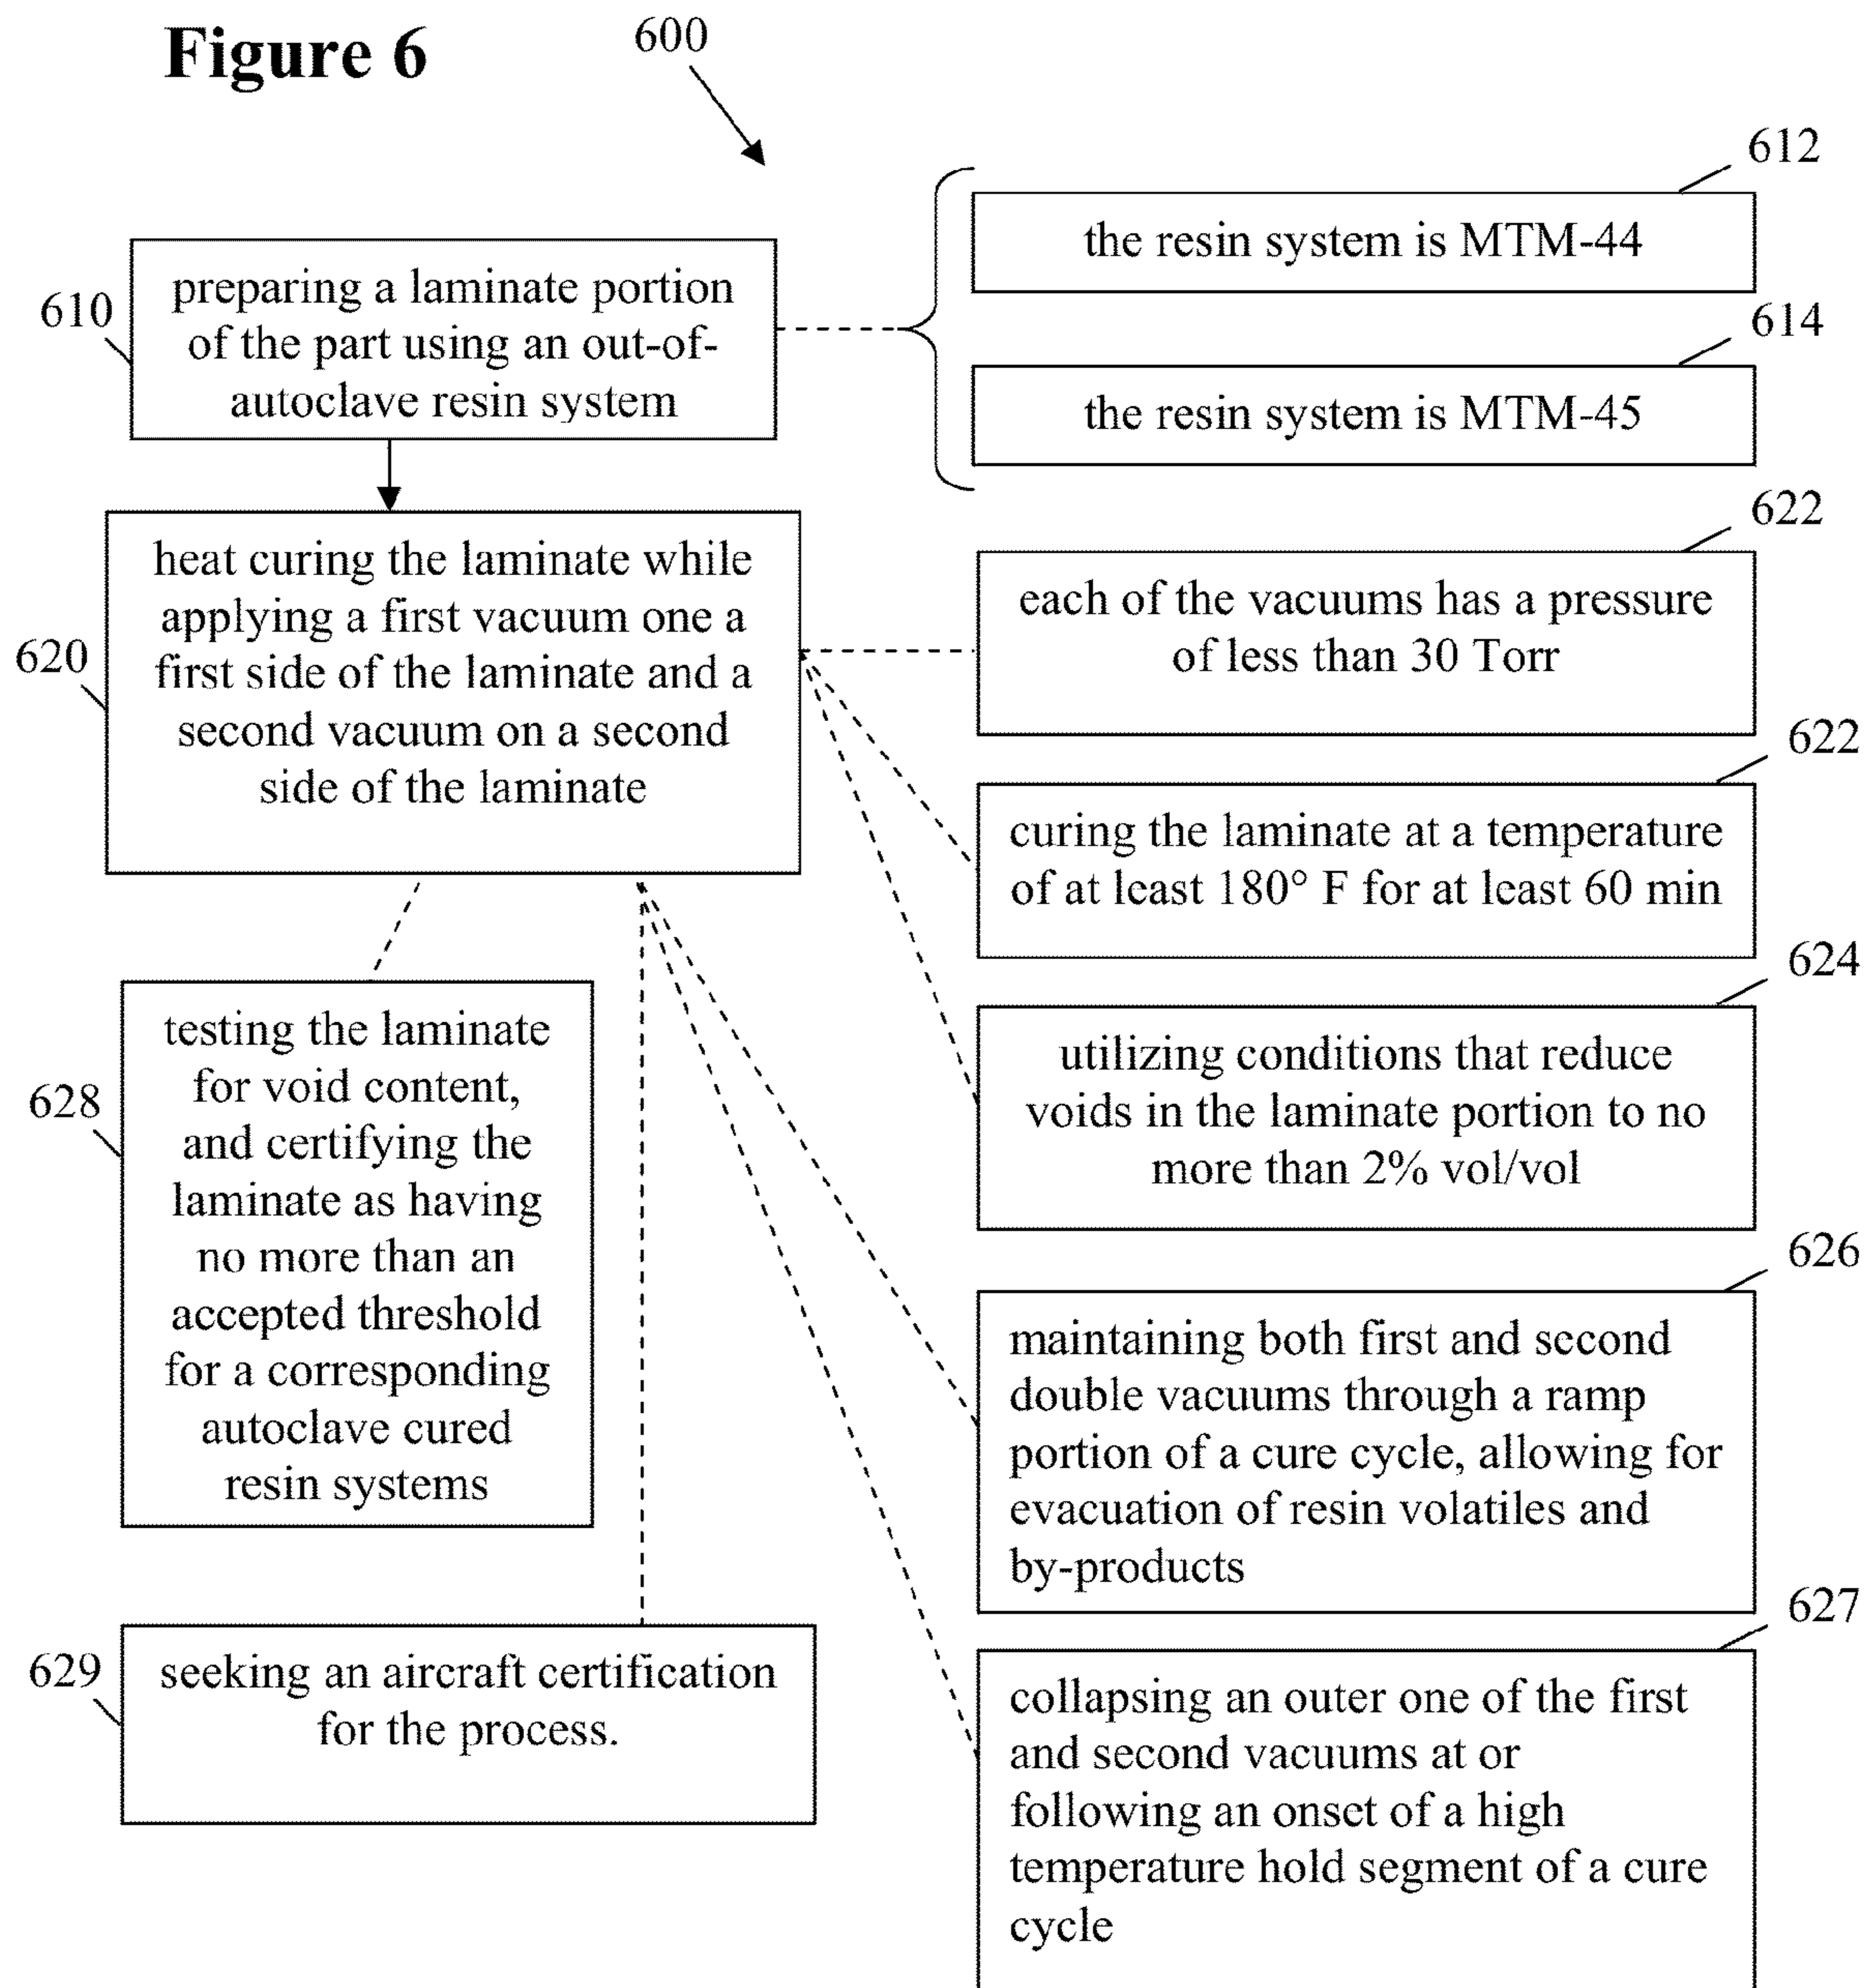 Figure 6
600
610
preparing a laminate portion
of the part using an out-of-
autoclave resin system
612
the resin system is MTM-44
614
the resin system is MTM-45
620
heat curing the laminate while
applying a first vacuum one a
first side of the laminate and a
second vacuum on a second
side of the laminate
622
each of the vacuums has a pressure
of less than 30 Torr
622
curing the laminate at a temperature
of at least 180° F for at least 60 min
624
utilizing conditions that reduce
voids in the laminate portion to no
more than 2% vol/vol
626
maintaining both first and second
double vacuums through a ramp
portion of a cure cycle, allowing for
evacuation of resin volatiles and
by-products
627
collapsing an outer one of the first
and second vacuums at or
following an onset of a high
temperature hold segment of a cure
cycle
628
testing the laminate
for void content,
and certifying the
laminate as having
no more than an
accepted threshold
for a corresponding
autoclave cured
resin systems
629
seeking an aircraft certification
for the process.